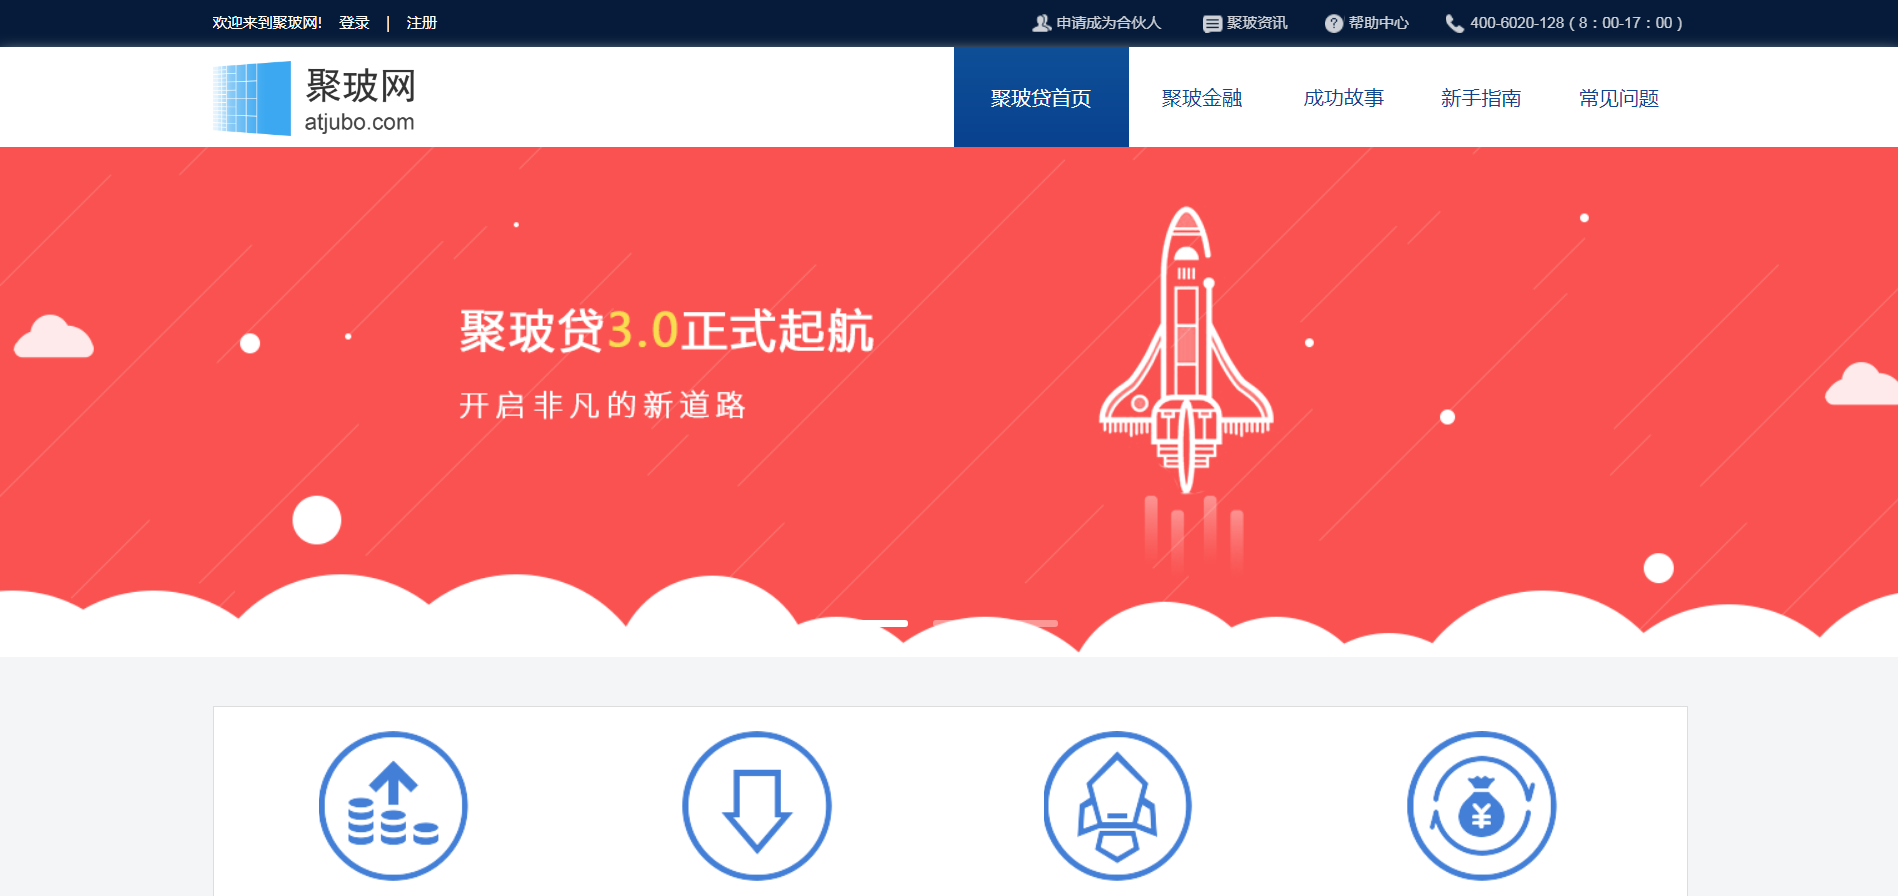 欢迎来到聚玻网! 登录 | 注册
申请成为合伙人 聚玻资讯 帮助中心 400-6020-128 ( 8 : 00-17 : 00 )
聚玻网
atjubo.com
聚玻贷首页 聚玻金融 成功故事 新手指南 常见问题
聚玻贷3.0正式起航
开启非凡的新道路